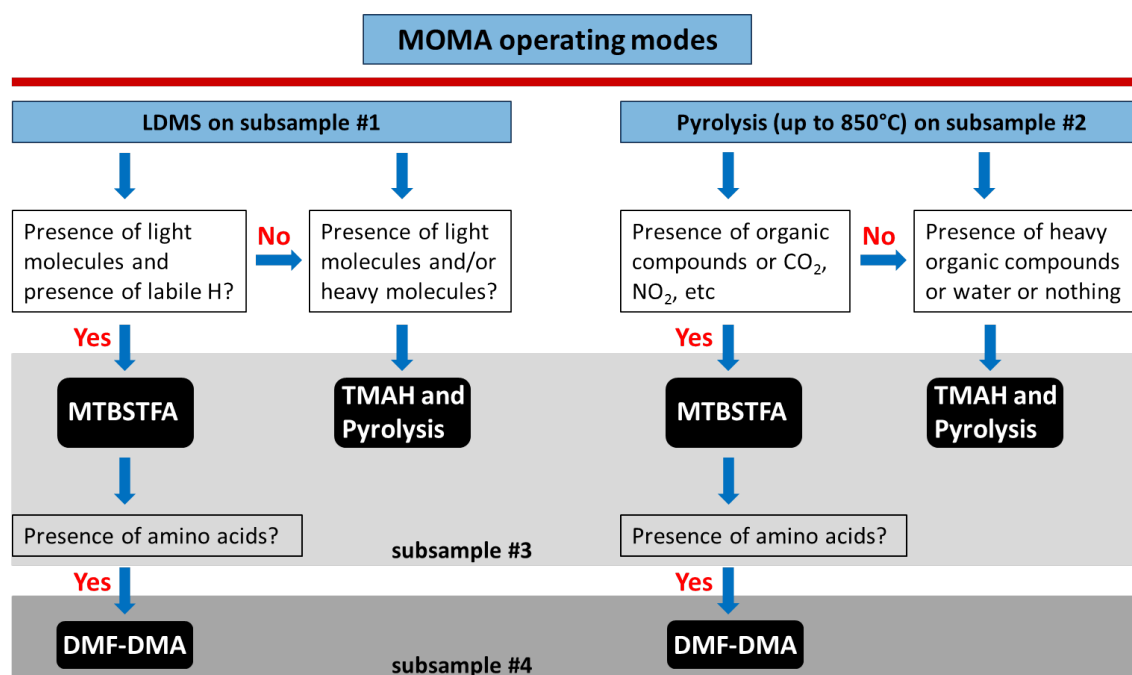 MOMA operating modes
LDMS on subsample #1
Pyrolysis (up to 850°C) on subsample #2
Presence of light
molecules and
presence of labile H?
No
Presence of light
molecules and/or
heavy molecules?
Presence of organic
compounds or CO₂,
NO₂, etc
No
Presence of heavy
organic compounds
or water or nothing
Yes
Yes
MTBSTFA
TMAH and
Pyrolysis
MTBSTFA
TMAH and
Pyrolysis
Presence of amino acids?
subsample #3
Presence of amino acids?
Yes
Yes
DMF-DMA
subsample #4
DMF-DMA